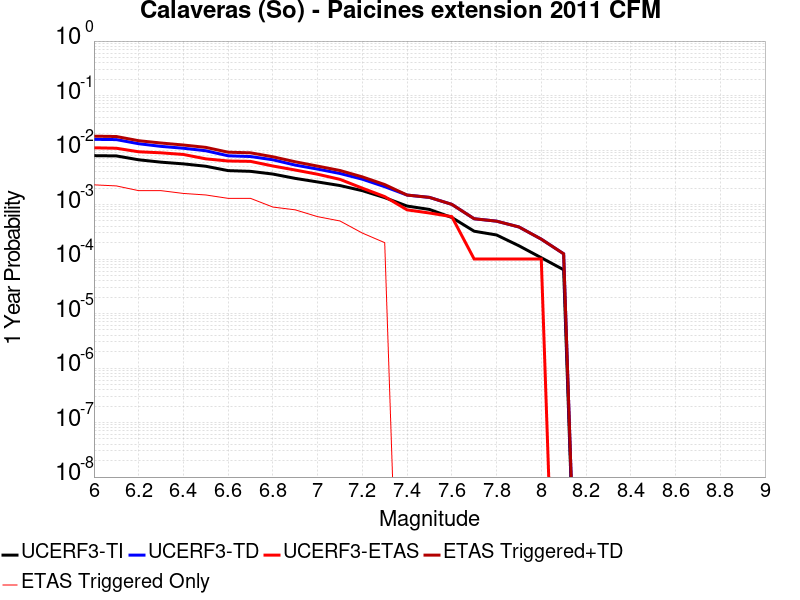 Calaveras (So) - Paicines extension 2011 CFM
10^0
10^-1
10^-2
10^-3
10^-4
10^-5
10^-6
10^-7
10^-8
1 Year Probability
6 6.2 6.4 6.6 6.8 7 7.2 7.4 7.6 7.8 8 8.2 8.4 8.6 8.8 9
Magnitude
UCERF3-TI UCERF3-TD UCERF3-ETAS ETAS Triggered+TD
ETAS Triggered Only